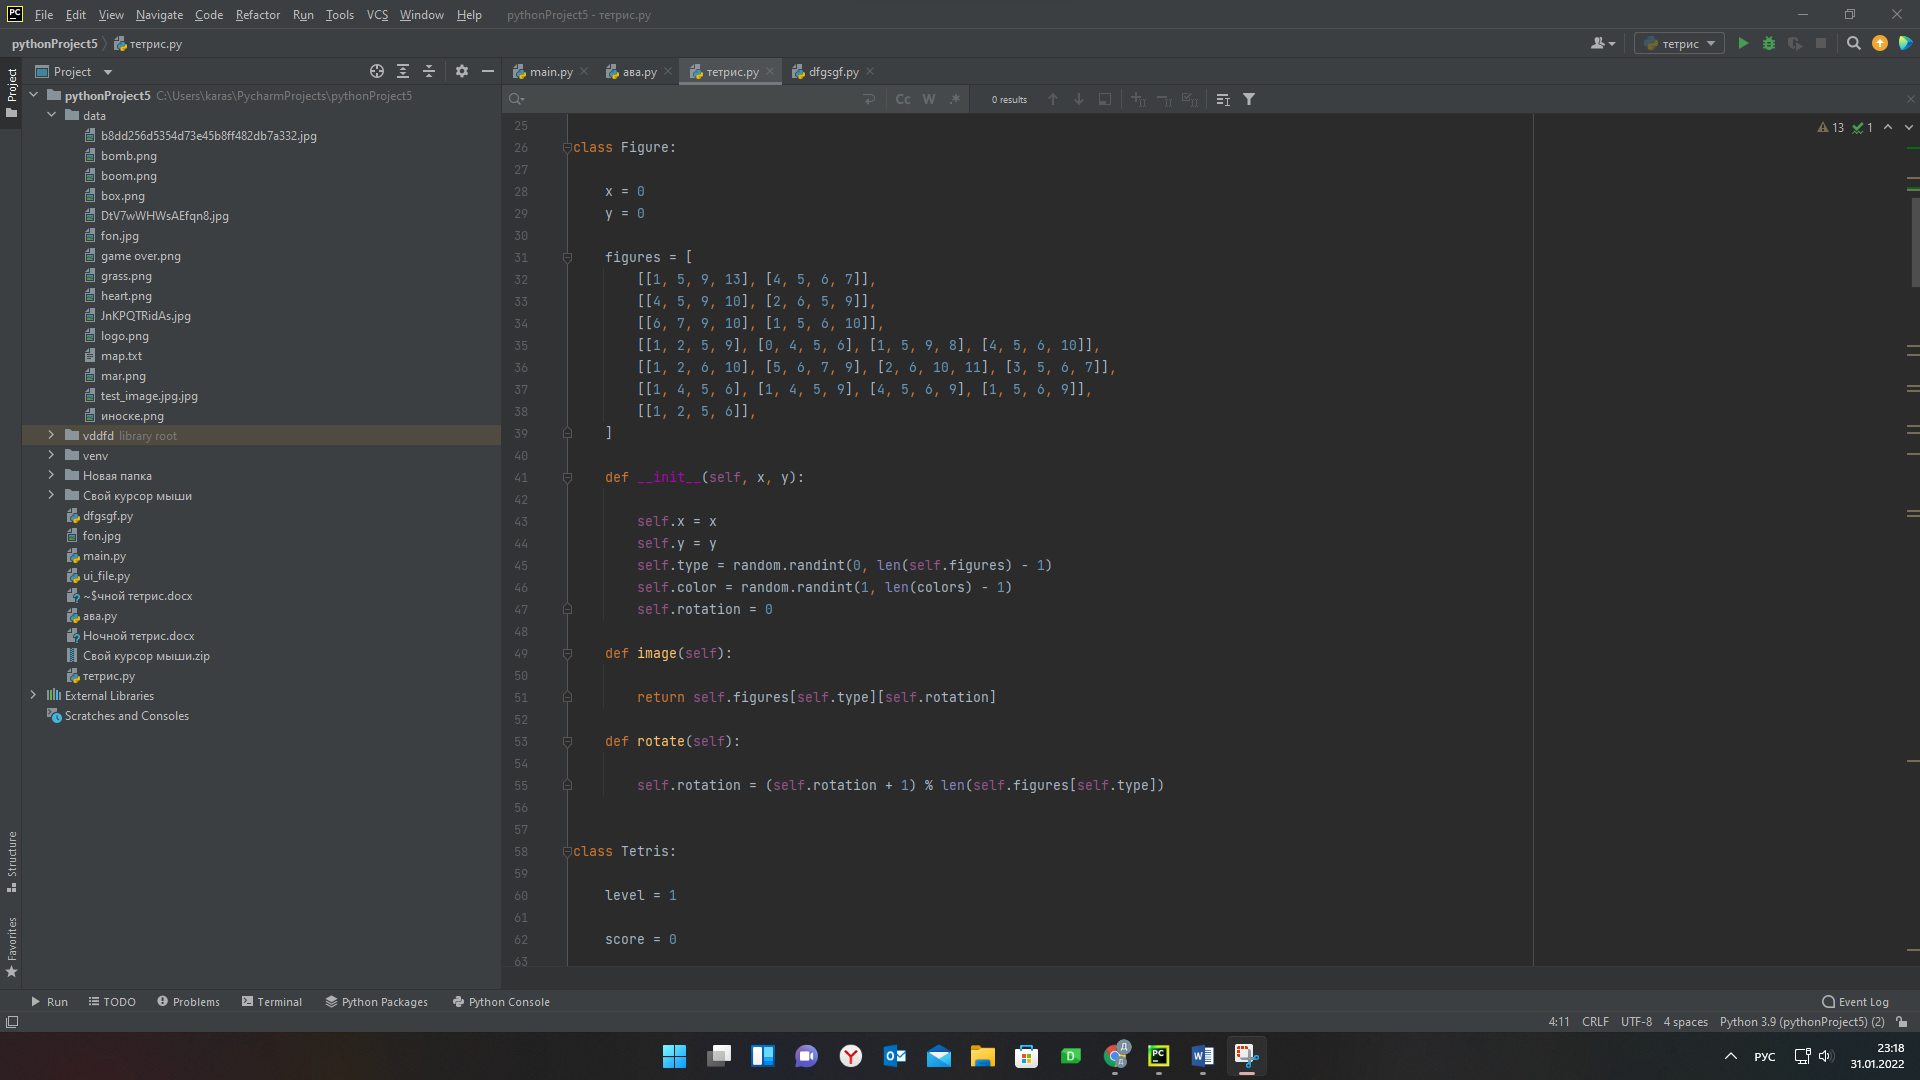 PC File Edit View Navigate Code Refactor Run Tools VCS Window Help pythonProject5 - тетрис.py
pythonProject5 тетрис.py тетрис
Project
Project
main.py ава.py тетрис.py dfgsgf.py
pythonProject5 C:\Users\karas\PycharmProjects\pythonProject5
data
b8dd256d5354d73e45b8ff482db7a332.jpg
bomb.png
boom.png
box.png
DtV7wWHWsAEfqn8.jpg
fon.jpg
game over.png
grass.png
heart.png
JnKPQTRidAs.jpg
logo.png
map.txt
mar.png
test_image.jpg.jpg
иноске.png
vddfd library root
venv
Новая папка
Свой курсор мыши
dfgsgf.py
fon.jpg
main.py
ui_file.py
~$чной тетрис.docx
ава.py
Ночной тетрис.docx
Свой курсор мыши.zip
тетрис.py
External Libraries
Scratches and Consoles
Structure
Favorites
Cc W .* 0 results
13 1
25
26 class Figure:
27
28 x = 0
29 y = 0
30
31 figures = [
32 [[1, 5, 9, 13], [4, 5, 6, 7]],
33 [[4, 5, 9, 10], [2, 6, 5, 9]],
34 [[6, 7, 9, 10], [1, 5, 6, 10]],
35 [[1, 2, 5, 9], [0, 4, 5, 6], [1, 5, 9, 8], [4, 5, 6, 10]],
36 [[1, 2, 6, 10], [5, 6, 7, 9], [2, 6, 10, 11], [3, 5, 6, 7]],
37 [[1, 4, 5, 6], [1, 4, 5, 9], [4, 5, 6, 9], [1, 5, 6, 9]],
38 [[1, 2, 5, 6]],
39 ]
40
41 def __init__(self, x, y):
42
43 self.x = x
44 self.y = y
45 self.type = random.randint(0, len(self.figures) - 1)
46 self.color = random.randint(1, len(colors) - 1)
47 self.rotation = 0
48
49 def image(self):
50
51 return self.figures[self.type][self.rotation]
52
53 def rotate(self):
54
55 self.rotation = (self.rotation + 1) % len(self.figures[self.type])
56
57
58 class Tetris:
59
60 level = 1
61
62 score = 0
63
Run TODO Problems Terminal Python Packages Python Console Event Log
4:11 CRLF UTF-8 4 spaces Python 3.9 (pythonProject5) (2)
РУС
23:18
31.01.2022